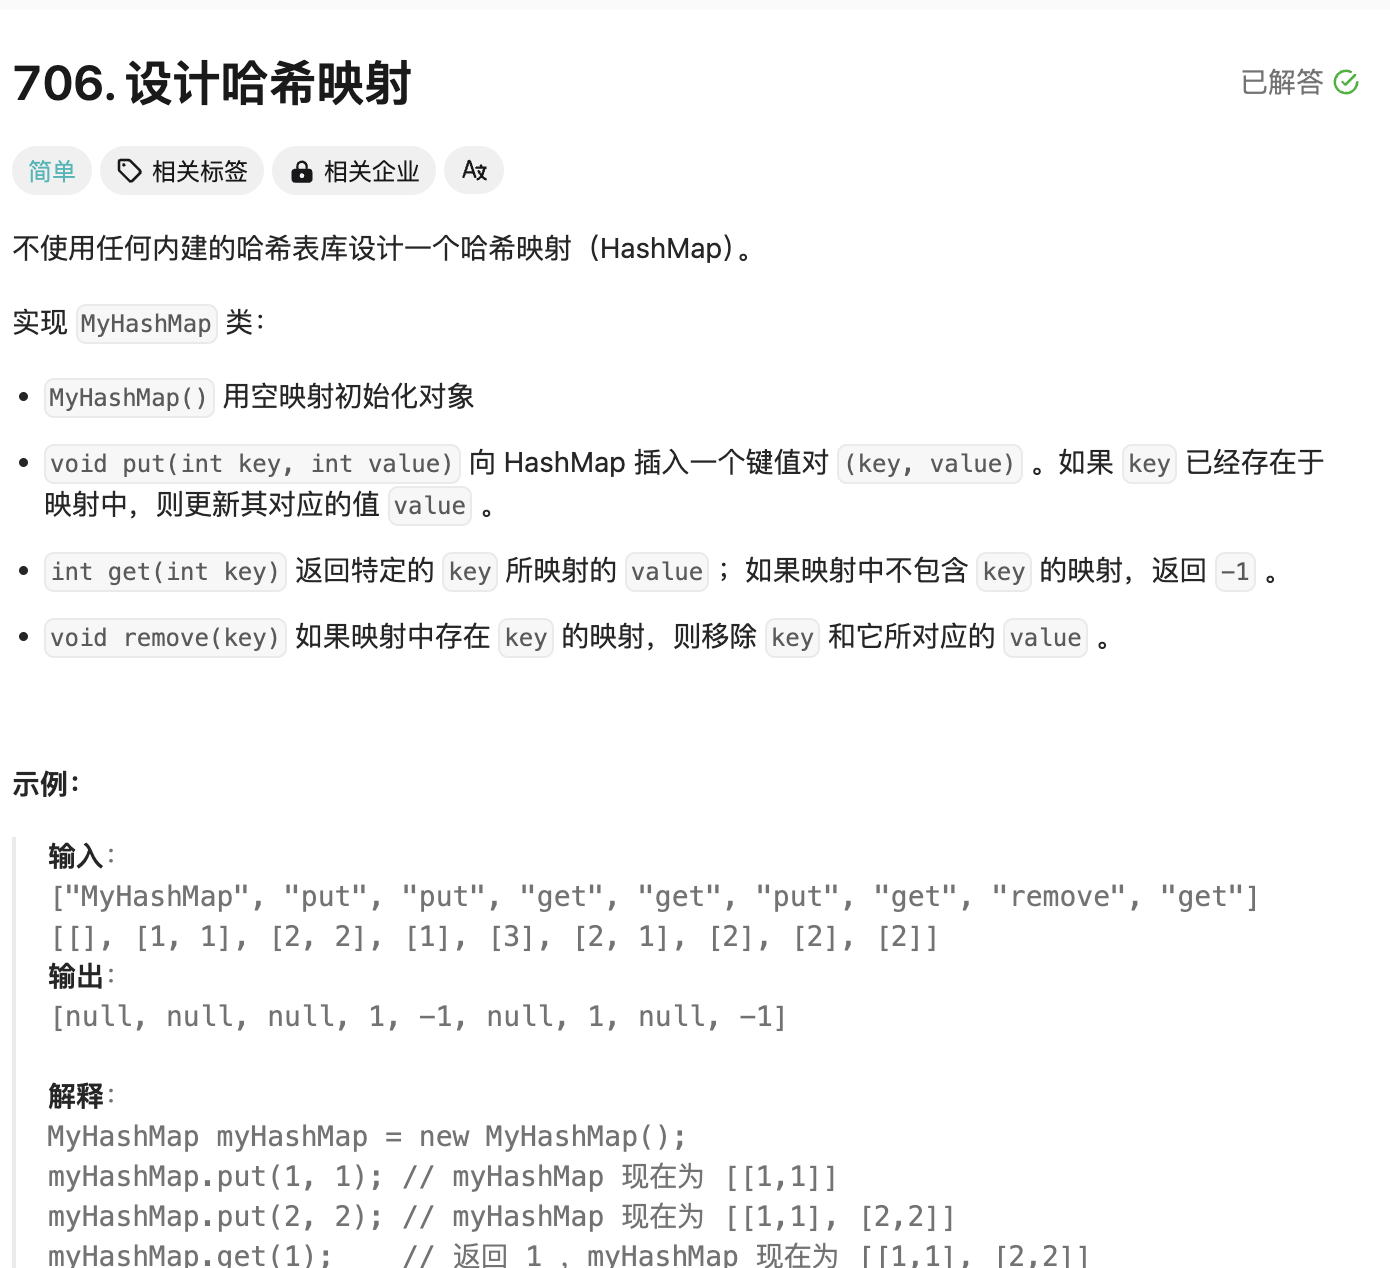 706. 设计哈希映射
已解答
简单 相关标签 相关企业
不使用任何内建的哈希表库设计一个哈希映射（HashMap）。
实现 MyHashMap 类：
MyHashMap() 用空映射初始化对象
void put(int key, int value) 向 HashMap 插入一个键值对 (key, value) 。如果 key 已经存在于
映射中，则更新其对应的值 value 。
int get(int key) 返回特定的 key 所映射的 value ；如果映射中不包含 key 的映射，返回 -1 。
void remove(key) 如果映射中存在 key 的映射，则移除 key 和它所对应的 value 。
示例：
输入：
["MyHashMap", "put", "put", "get", "get", "put", "get", "remove", "get"]
[[], [1, 1], [2, 2], [1], [3], [2, 1], [2], [2], [2]]
输出：
[null, null, null, 1, -1, null, 1, null, -1]
解释：
MyHashMap myHashMap = new MyHashMap();
myHashMap.put(1, 1); // myHashMap 现在为 [[1,1]]
myHashMap.put(2, 2); // myHashMap 现在为 [[1,1], [2,2]]
myHashMap.get(1);    // 返回 1 ，myHashMap 现在为 [[1,1], [2,2]]